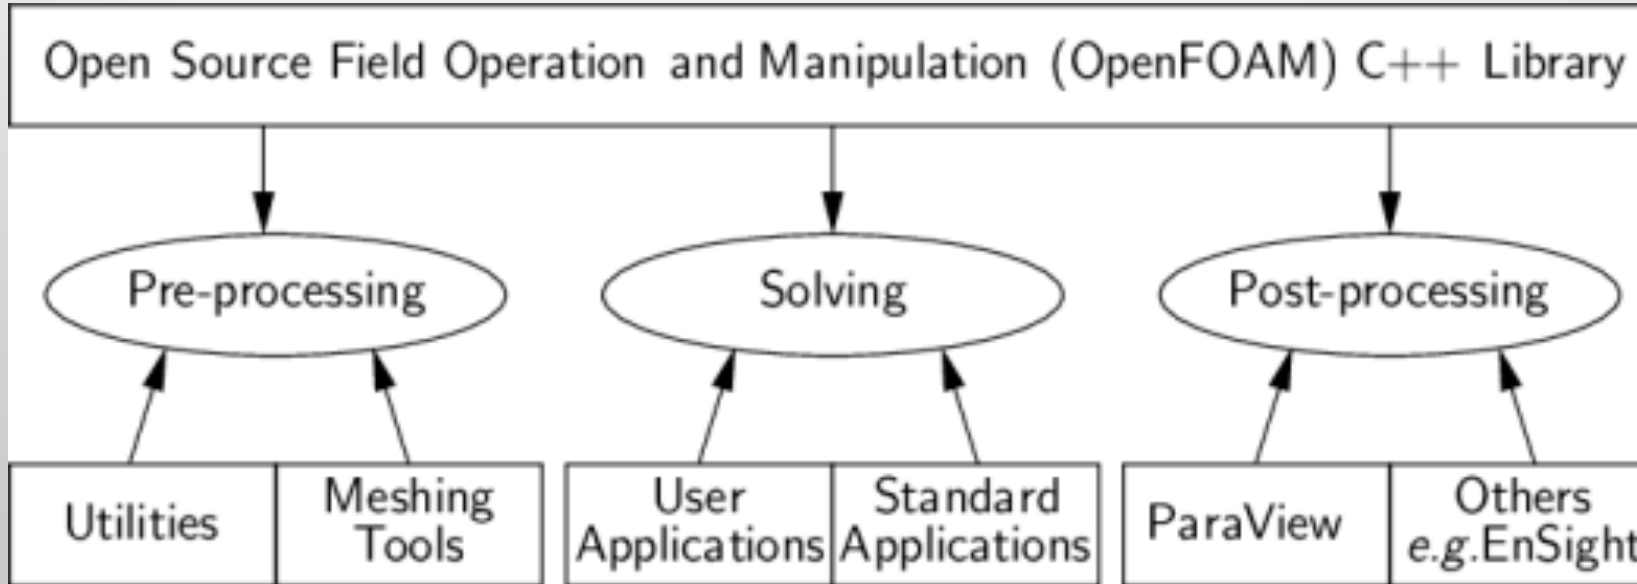 Open Source Field Operation and Manipulation (OpenFOAM) C++ Library
Pre-processing
Solving
Post-processing
Utilities
Meshing
Tools
User
Applications
Standard
Applications
ParaView
Others
e.g.EnSight